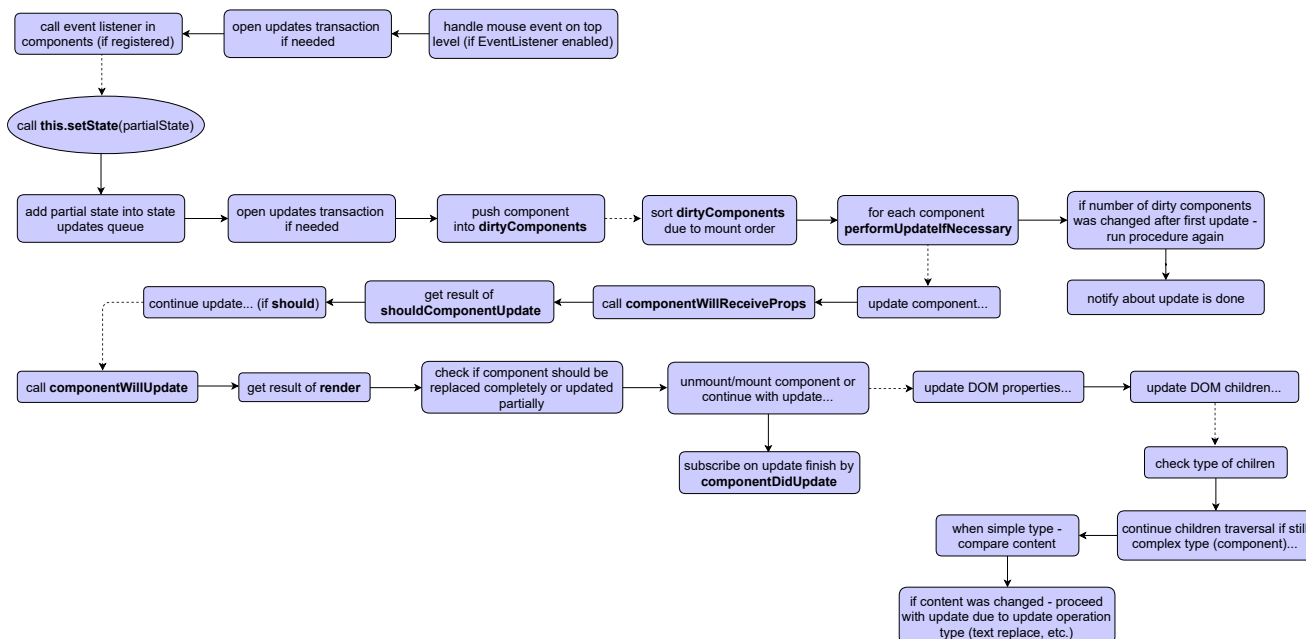 call event listener in
components (if registered)
open updates transaction
if needed
handle mouse event on top
level (if EventListener enabled)
call this.setState(partialState)
add partial state into state
updates queue
open updates transaction
if needed
push component
into dirtyComponents
sort dirtyComponents
due to mount order
for each component
performUpdateIfNecessary
if number of dirty components
was changed after first update -
run procedure again
continue update... (if should)
get result of
shouldComponentUpdate
call componentWillReceiveProps
update component...
notify about update is done
call componentWillUpdate
get result of render
check if component should be
replaced completely or updated
partially
unmount/mount component or
continue with update...
update DOM properties...
update DOM children...
subscribe on update finish by
componentDidUpdate
check type of chilren
when simple type -
compare content
continue children traversal if still
complex type (component)...
if content was changed - proceed
with update due to update operation
type (text replace, etc.)